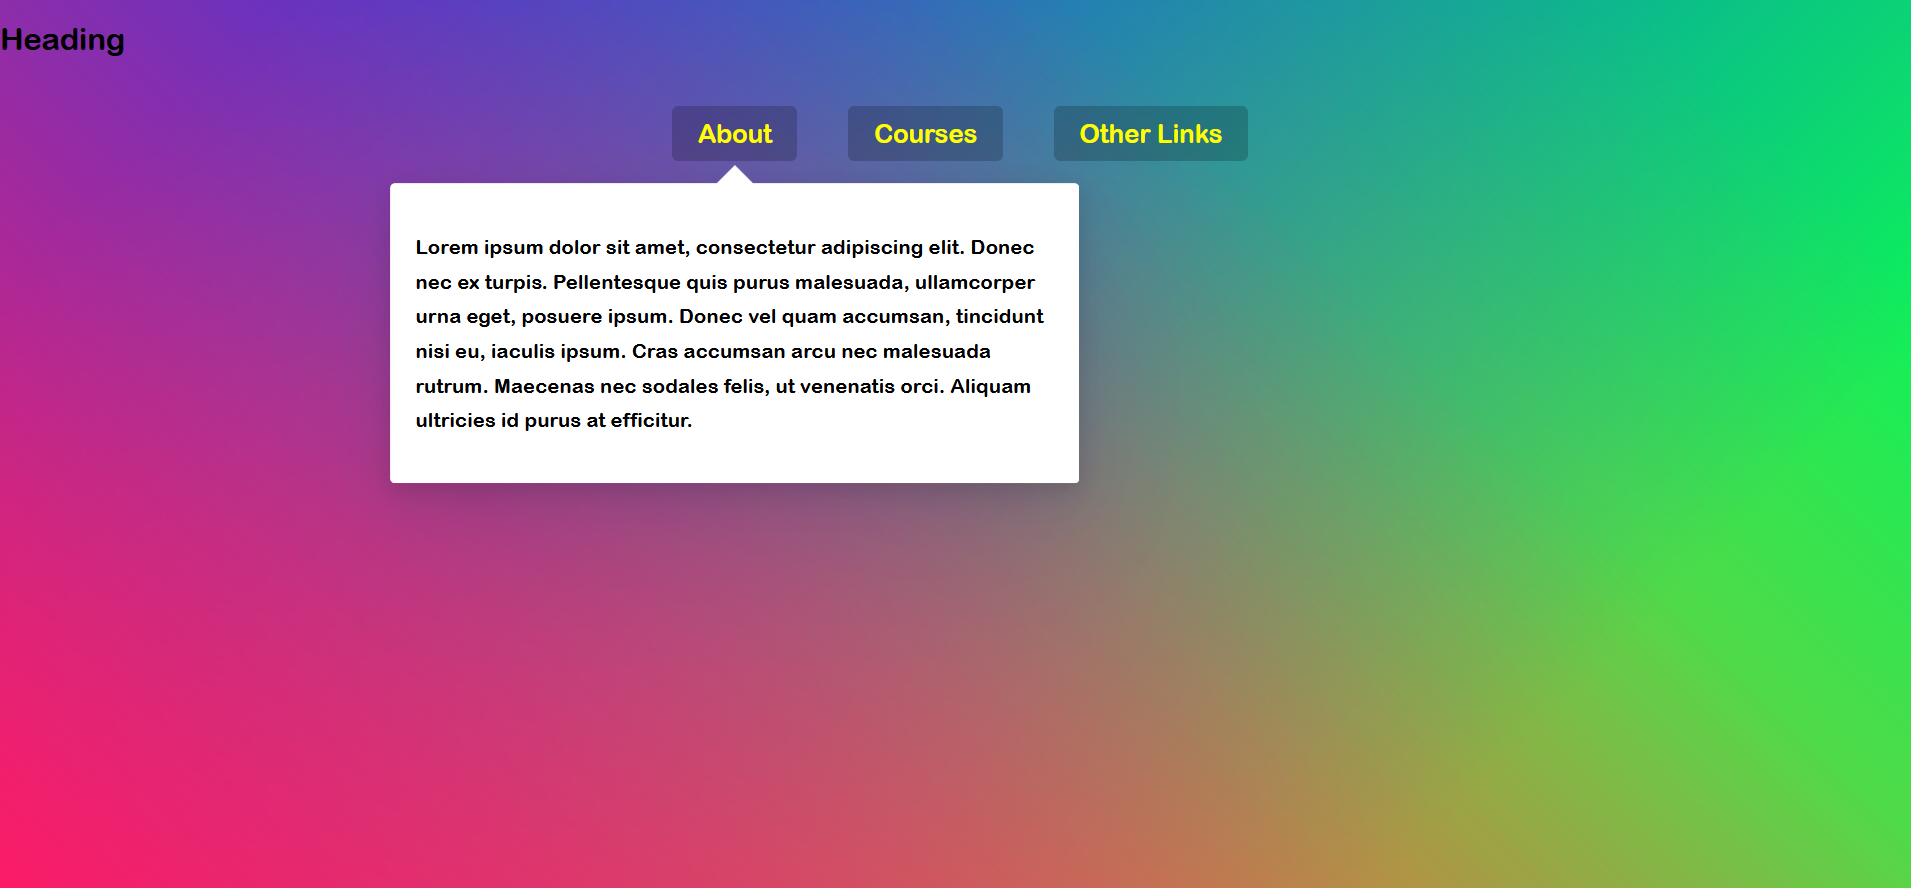 Heading
About Courses Other Links
Lorem ipsum dolor sit amet, consectetur adipiscing elit. Donec
nec ex turpis. Pellentesque quis purus malesuada, ullamcorper
urna eget, posuere ipsum. Donec vel quam accumsan, tincidunt
nisi eu, iaculis ipsum. Cras accumsan arcu nec malesuada
rutrum. Maecenas nec sodales felis, ut venenatis orci. Aliquam
ultricies id purus at efficitur.